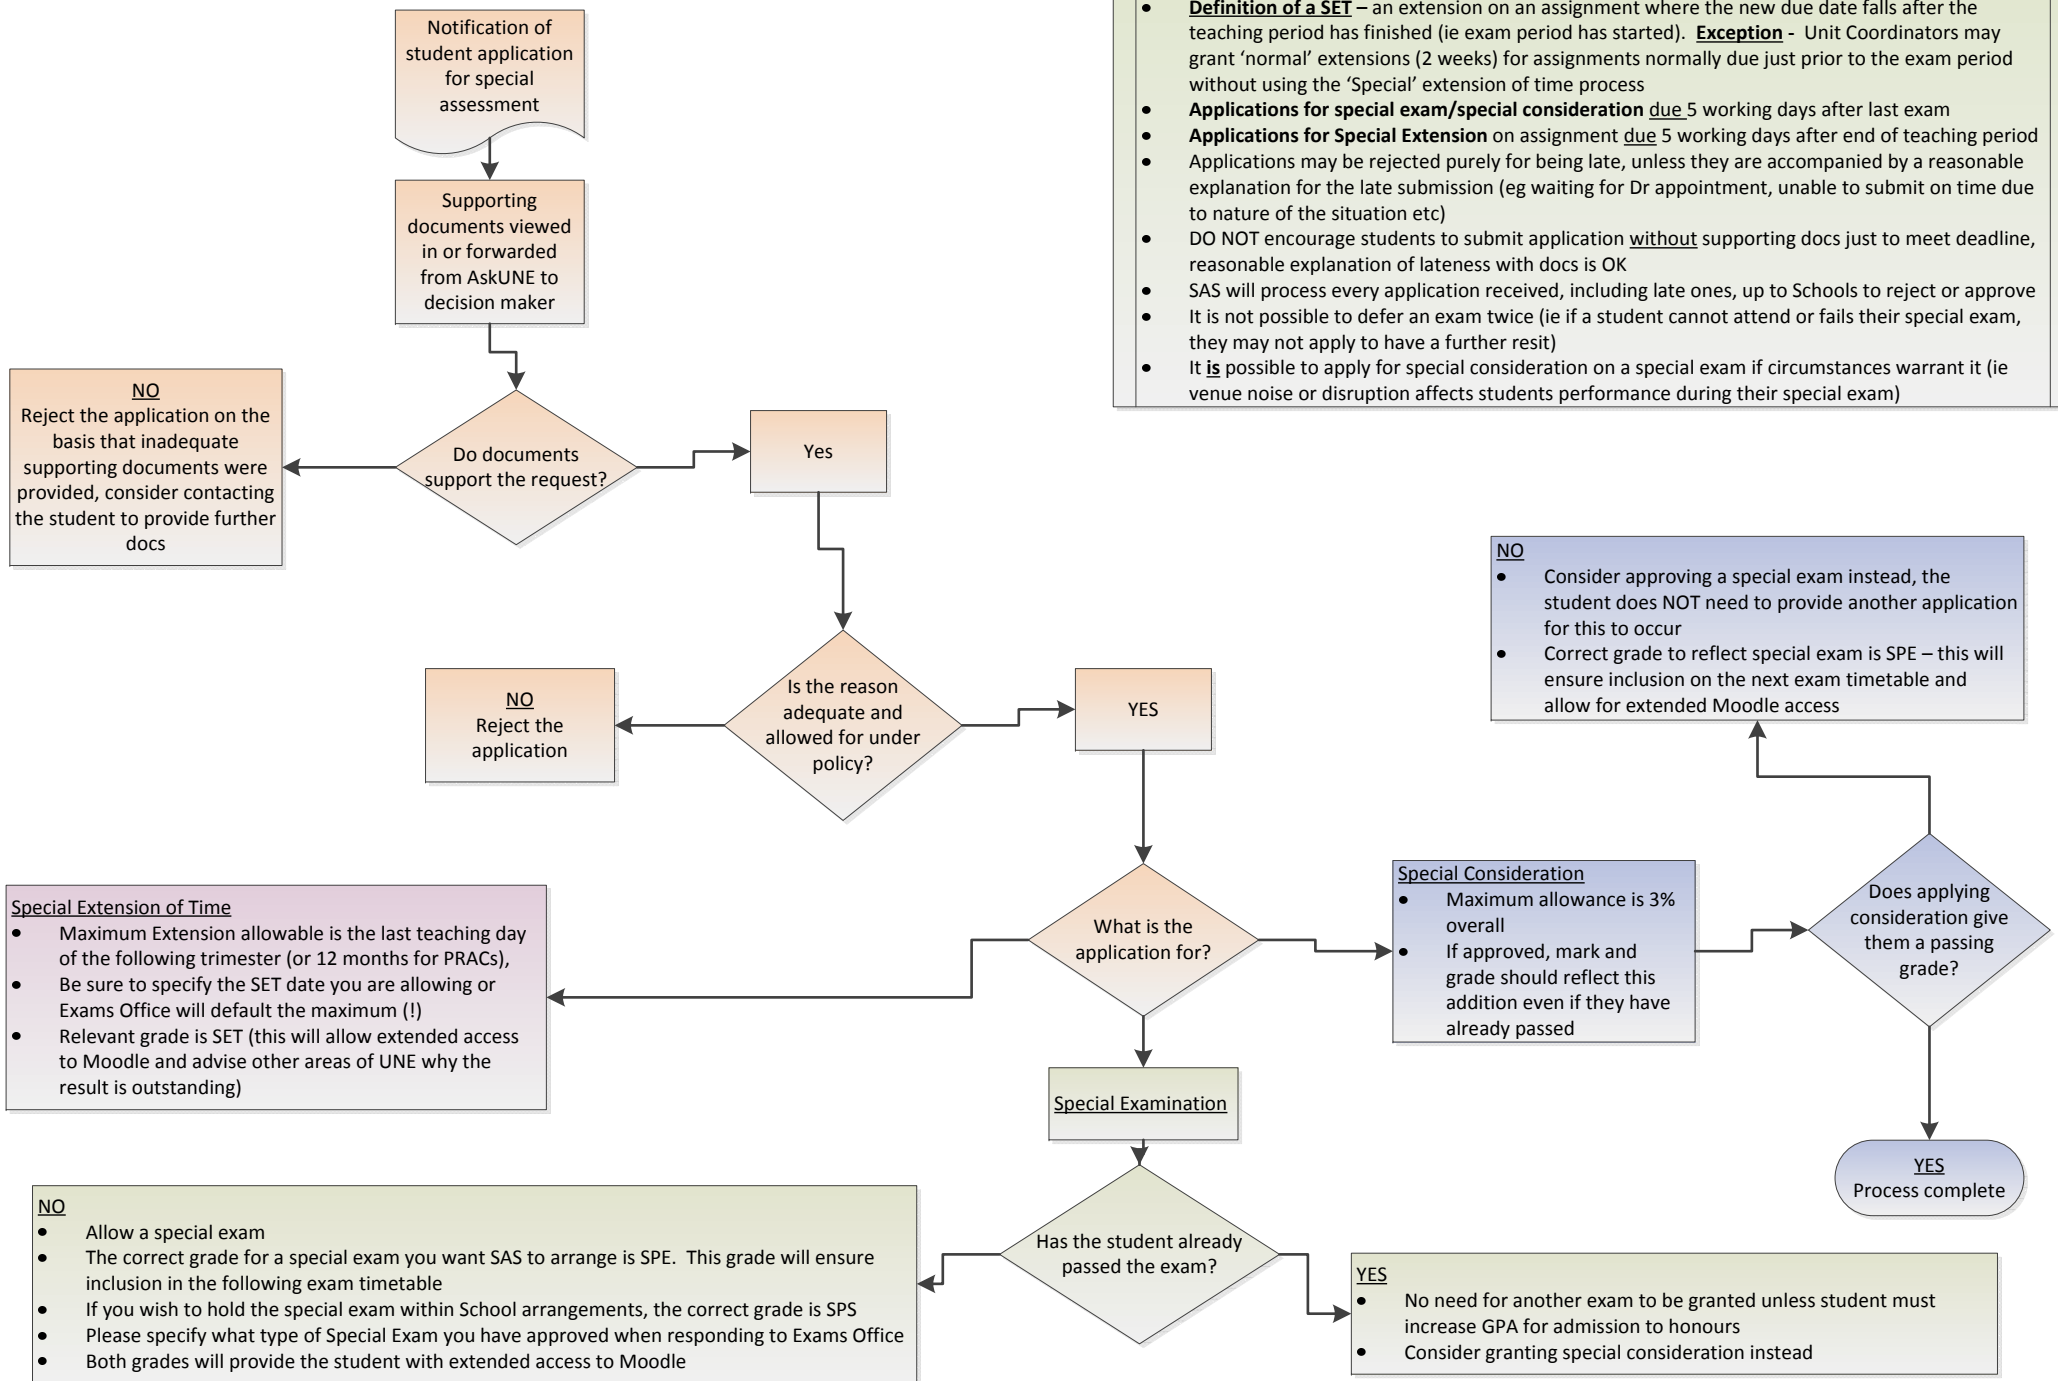 Notification of
student application
for special
assessment
Supporting
documents viewed
in or forwarded
from AskUNE to
decision maker
• Definition of a SET – an extension on an assignment where the new due date falls after the
teaching period has finished (ie exam period has started). Exception - Unit Coordinators may
grant ‘normal’ extensions (2 weeks) for assignments normally due just prior to the exam period
without using the ‘Special’ extension of time process
• Applications for special exam/special consideration due 5 working days after last exam
• Applications for Special Extension on assignment due 5 working days after end of teaching period
• Applications may be rejected purely for being late, unless they are accompanied by a reasonable
explanation for the late submission (eg waiting for Dr appointment, unable to submit on time due
to nature of the situation etc)
• DO NOT encourage students to submit application without supporting docs just to meet deadline,
reasonable explanation of lateness with docs is OK
• SAS will process every application received, including late ones, up to Schools to reject or approve
• It is not possible to defer an exam twice (ie if a student cannot attend or fails their special exam,
they may not apply to have a further resit)
• It is possible to apply for special consideration on a special exam if circumstances warrant it (ie
venue noise or disruption affects students performance during their special exam)
NO
Reject the application on the
basis that inadequate
supporting documents were
provided, consider contacting
the student to provide further
docs
Do documents
support the request?
Yes
NO
Reject the
application
Is the reason
adequate and
allowed for under
policy?
YES
NO
• Consider approving a special exam instead, the
student does NOT need to provide another application
for this to occur
• Correct grade to reflect special exam is SPE – this will
ensure inclusion on the next exam timetable and
allow for extended Moodle access
Special Extension of Time
• Maximum Extension allowable is the last teaching day
of the following trimester (or 12 months for PRACs),
• Be sure to specify the SET date you are allowing or
Exams Office will default the maximum (!)
• Relevant grade is SET (this will allow extended access
to Moodle and advise other areas of UNE why the
result is outstanding)
What is the
application for?
Special Consideration
• Maximum allowance is 3%
overall
• If approved, mark and
grade should reflect this
addition even if they have
already passed
Does applying
consideration give
them a passing
grade?
YES
Process complete
Special Examination
Has the student already
passed the exam?
NO
• Allow a special exam
• The correct grade for a special exam you want SAS to arrange is SPE. This grade will ensure
inclusion in the following exam timetable
• If you wish to hold the special exam within School arrangements, the correct grade is SPS
• Please specify what type of Special Exam you have approved when responding to Exams Office
• Both grades will provide the student with extended access to Moodle
YES
• No need for another exam to be granted unless student must
increase GPA for admission to honours
• Consider granting special consideration instead